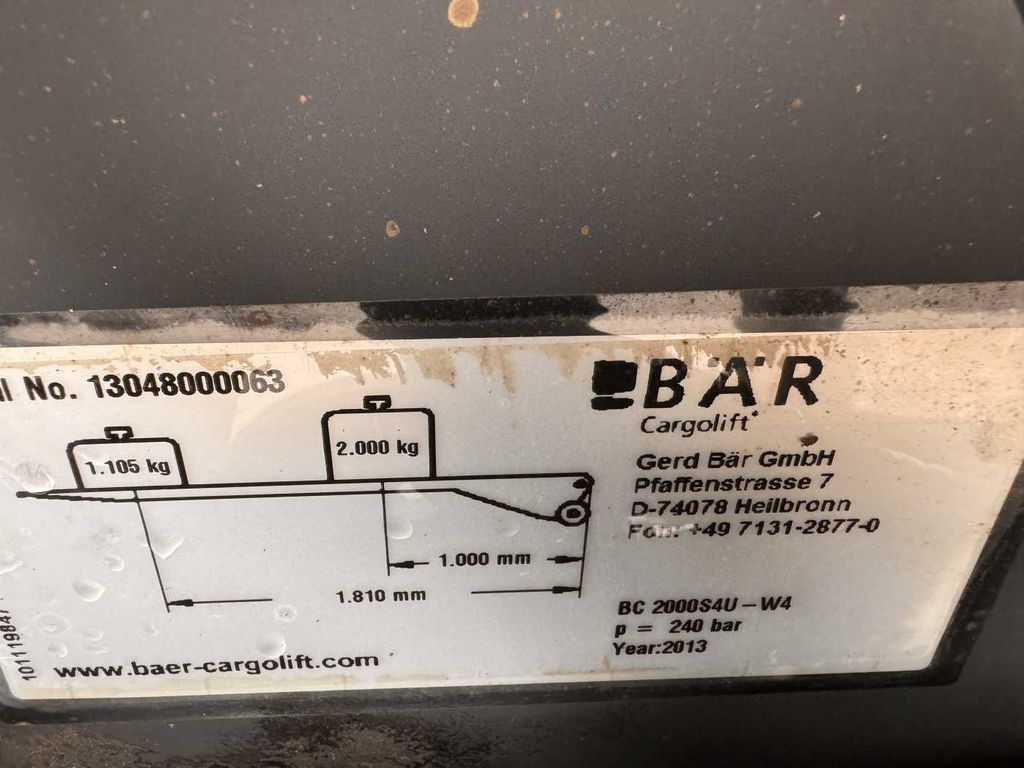 ll No. 13048000063
BÄR
Cargolift
Gerd Bär GmbH
Pfaffenstrasse 7
D-74078 Heilbronn
Fon: +49 7131-2877-0
1.105 kg
2.000 kg
1.000 mm
1.810 mm
BC 2000S4U-W4
p = 240 bar
Year:2013
www.baer-cargolift.com